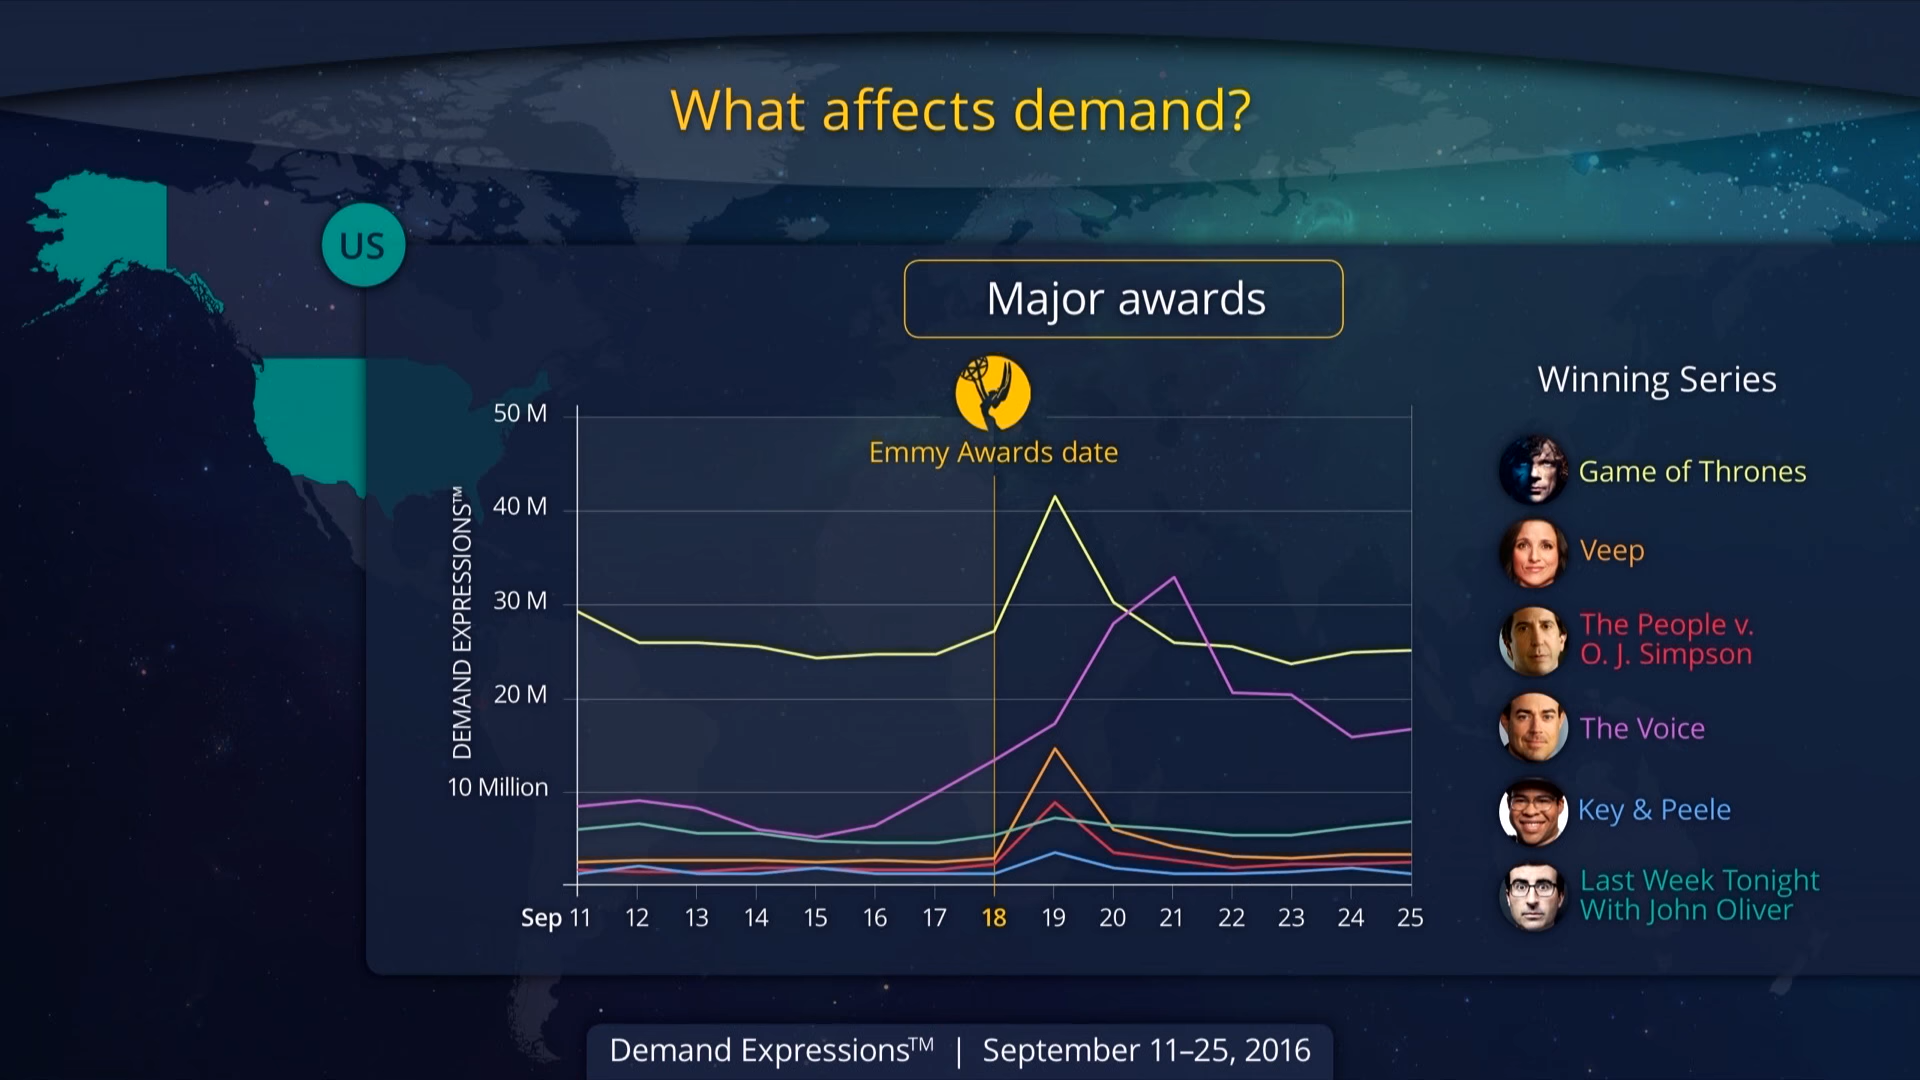 What affects demand?
US
Major awards
Emmy Awards date
DEMAND EXPRESSIONS™
50 M
40 M
30 M
20 M
10 Million
Sep 11 12 13 14 15 16 17 18 19 20 21 22 23 24 25
Winning Series
Game of Thrones
Veep
The People v.
O. J. Simpson
The Voice
Key & Peele
Last Week Tonight
With John Oliver
Demand Expressions™ | September 11–25, 2016